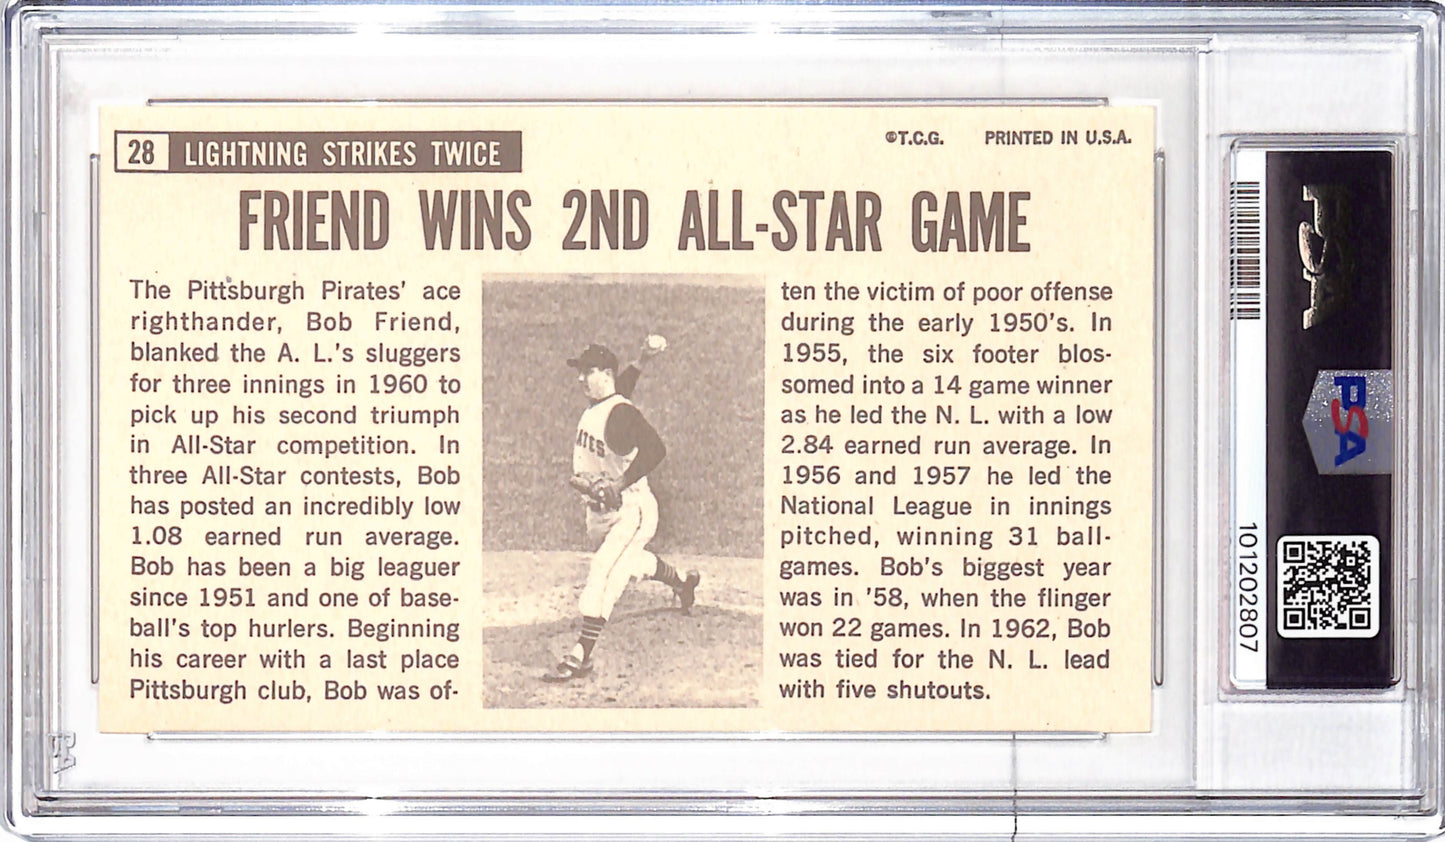 28 LIGHTNING STRIKES TWICE
©T.C.G. PRINTED IN U.S.A.
FRIEND WINS 2ND ALL-STAR GAME
The Pittsburgh Pirates' ace
righthander, Bob Friend,
blanked the A. L.'s sluggers
for three innings in 1960 to
pick up his second triumph
in All-Star competition. In
three All-Star contests, Bob
has posted an incredibly low
1.08 earned run average.
Bob has been a big leaguer
since 1951 and one of base-
ball's top hurlers. Beginning
his career with a last place
Pittsburgh club, Bob was of-
ATES
ten the victim of poor offense
during the early 1950's. In
1955, the six footer blos-
somed into a 14 game winner
as he led the N. L. with a low
2.84 earned run average. In
1956 and 1957 he led the
National League in innings
pitched, winning 31 ball-
games. Bob's biggest year
was in '58, when the flinger
won 22 games. In 1962, Bob
was tied for the N. L. lead
with five shutouts.
PSA
101202807